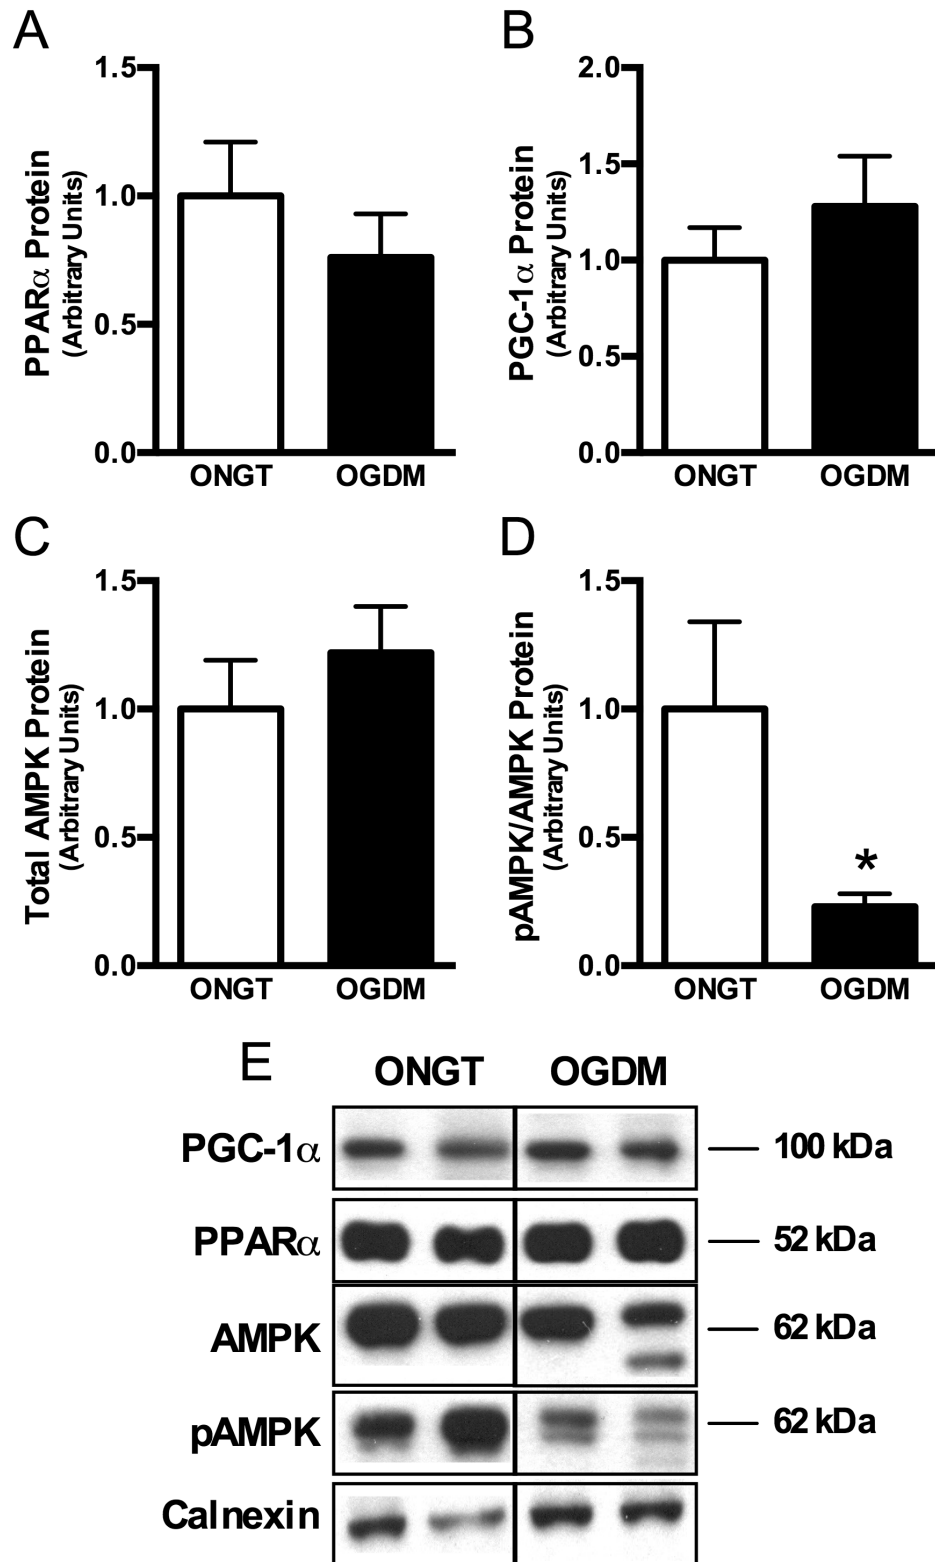 A
B
1.5
1.0
0.5
0.0
PPARα Protein
(Arbitrary Units)
ONGT
OGDM
2.0
1.5
1.0
0.5
0.0
PGC-1α Protein
(Arbitrary Units)
ONGT
OGDM
C
D
1.5
1.0
0.5
0.0
Total AMPK Protein
(Arbitrary Units)
ONGT
OGDM
1.5
1.0
0.5
0.0
pAMPK/AMPK Protein
(Arbitrary Units)
*
ONGT
OGDM
E
ONGT OGDM
PGC-1α 100 kDa
PPARα 52 kDa
AMPK 62 kDa
pAMPK 62 kDa
Calnexin